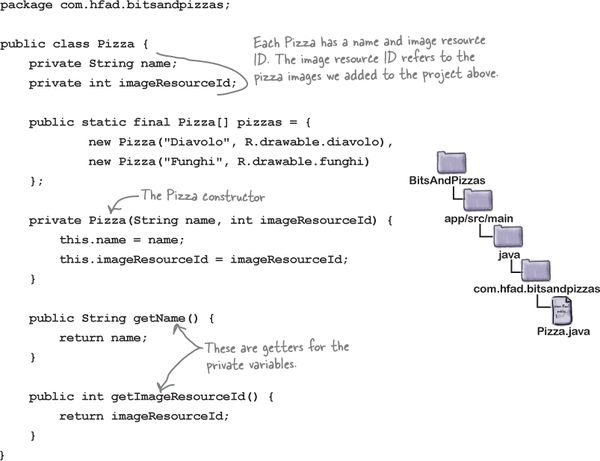 package com.hfad.bitsandpizzas;
public class Pizza {
private String name;
private int imageResourceId;
Each Pizza has a name and image resource
ID. The image resource ID refers to the
pizza images we added to the project above.
public static final Pizza[] pizzas = {
new Pizza("Diavolo", R.drawable.diavolo),
new Pizza("Funghi", R.drawable.funghi)
};
The Pizza constructor
private Pizza(String name, int imageResourceId) {
this.name = name;
this.imageResourceId = imageResourceId;
}
public String getName() {
return name;
}
These are getters for the
private variables.
public int getImageResourceId() {
return imageResourceId;
}
}
BitsAndPizzas
app/src/main
java
com.hfad.bitsandpizzas
Pizza.java